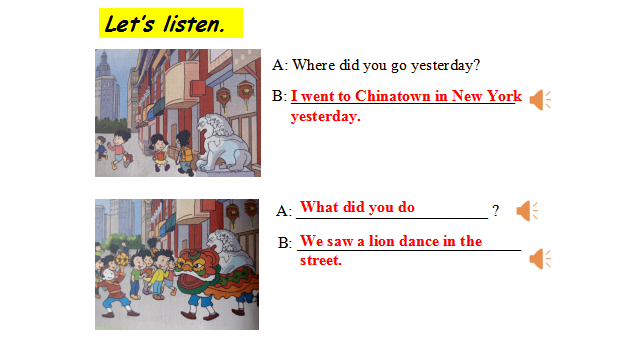 Let's listen.
A: Where did you go yesterday?
B: I went to Chinatown in New York
yesterday.
A: What did you do ?
B: We saw a lion dance in the
street.